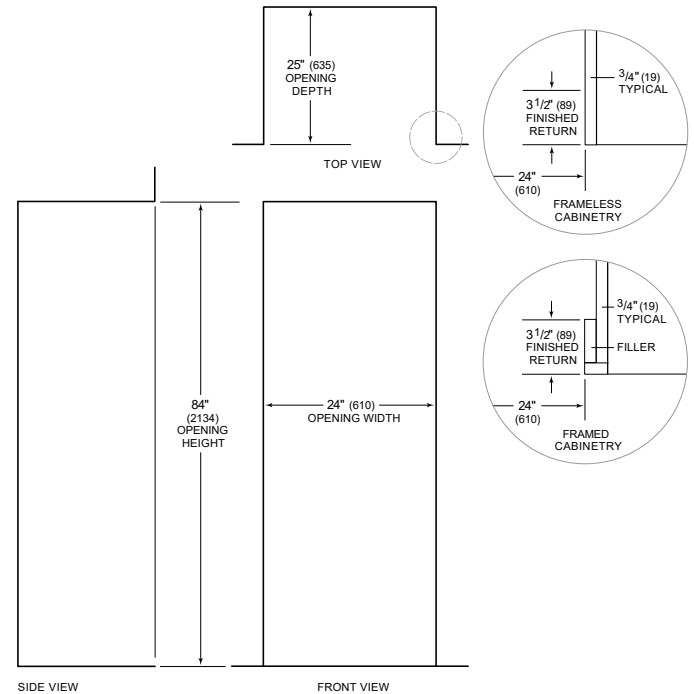 25" (635)
OPENING
DEPTH
TOP VIEW
3/4" (19)
TYPICAL
3 1/2" (89)
FINISHED
RETURN
24"
(610)
FRAMELESS
CABINETRY
3/4" (19)
TYPICAL
3 1/2" (89)
FINISHED
RETURN
FILLER
24"
(610)
FRAMED
CABINETRY
84"
(2134)
OPENING
HEIGHT
24" (610)
OPENING WIDTH
SIDE VIEW
FRONT VIEW